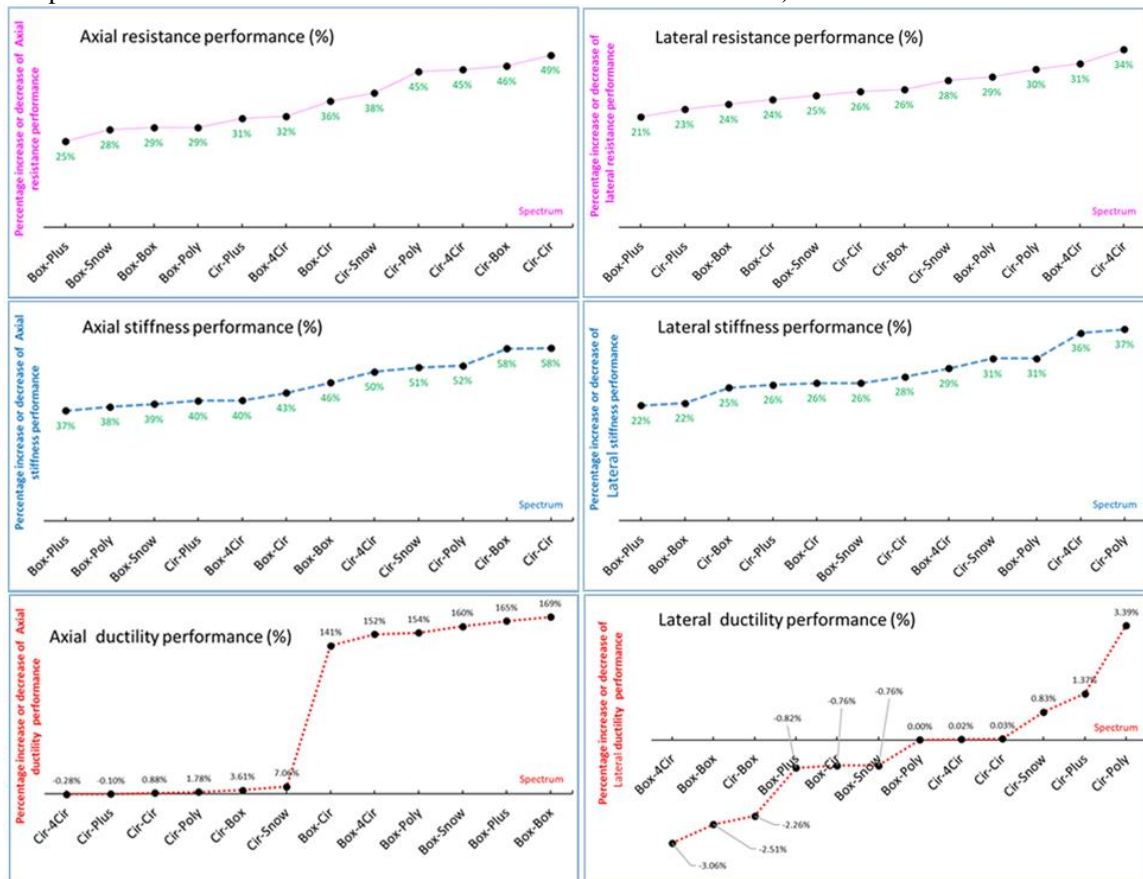 Axial resistance performance (%)
Percentage increase or decrease of Axial
resistance performance
25%
28%
29%
29%
31%
32%
36%
38%
45%
45%
46%
49%
Spectrum
Box-Plus
Box-Snow
Box-Box
Box-Poly
Cir-Plus
Box-4Cir
Box-Cir
Cir-Snow
Cir-Poly
Cir-4Cir
Cir-Box
Cir-Cir
Lateral resistance performance (%)
Percentage increase or decrease of
lateral resistance performance
21%
23%
24%
24%
25%
26%
26%
28%
29%
30%
31%
34%
Spectrum
Box-Plus
Cir-Plus
Box-Box
Box-Cir
Box-Snow
Cir-Cir
Cir-Box
Cir-Snow
Box-Poly
Cir-Poly
Box-4Cir
Cir-4Cir
Axial stiffness performance (%)
Percentage increase or decrease of Axial
stiffness performance
37%
38%
39%
40%
40%
43%
46%
50%
51%
52%
58%
58%
Spectrum
Box-Plus
Box-Poly
Box-Snow
Cir-Plus
Box-4Cir
Box-Cir
Box-Box
Cir-4Cir
Cir-Snow
Cir-Poly
Cir-Box
Cir-Cir
Lateral stiffness performance (%)
Percentage increase or decrease of
Lateral stiffness performance
22%
22%
25%
26%
26%
26%
28%
29%
31%
31%
36%
37%
Spectrum
Box-Plus
Box-Box
Cir-Box
Cir-Plus
Box-Cir
Box-Snow
Cir-Cir
Box-4Cir
Cir-Snow
Box-Poly
Cir-4Cir
Cir-Poly
Axial ductility performance (%)
Percentage increase or decrease of Axial
ductility performance
-0.28%
-0.10%
0.88%
1.78%
3.61%
7.06%
141%
152%
154%
160%
165%
169%
Spectrum
Cir-4Cir
Cir-Plus
Cir-Cir
Cir-Poly
Cir-Box
Cir-Snow
Box-Cir
Box-4Cir
Box-Poly
Box-Snow
Box-Plus
Box-Box
Lateral ductility performance (%)
Percentage increase or decrease of
Lateral ductility performance
-3.06%
-2.51%
-2.26%
-0.82%
-0.76%
-0.76%
0.00%
0.02%
0.03%
0.83%
1.37%
3.39%
Spectrum
Box-4Cir
Box-Box
Cir-Box
Box-Plus
Box-Cir
Box-Snow
Box-Poly
Cir-4Cir
Cir-Cir
Cir-Snow
Cir-Plus
Cir-Poly